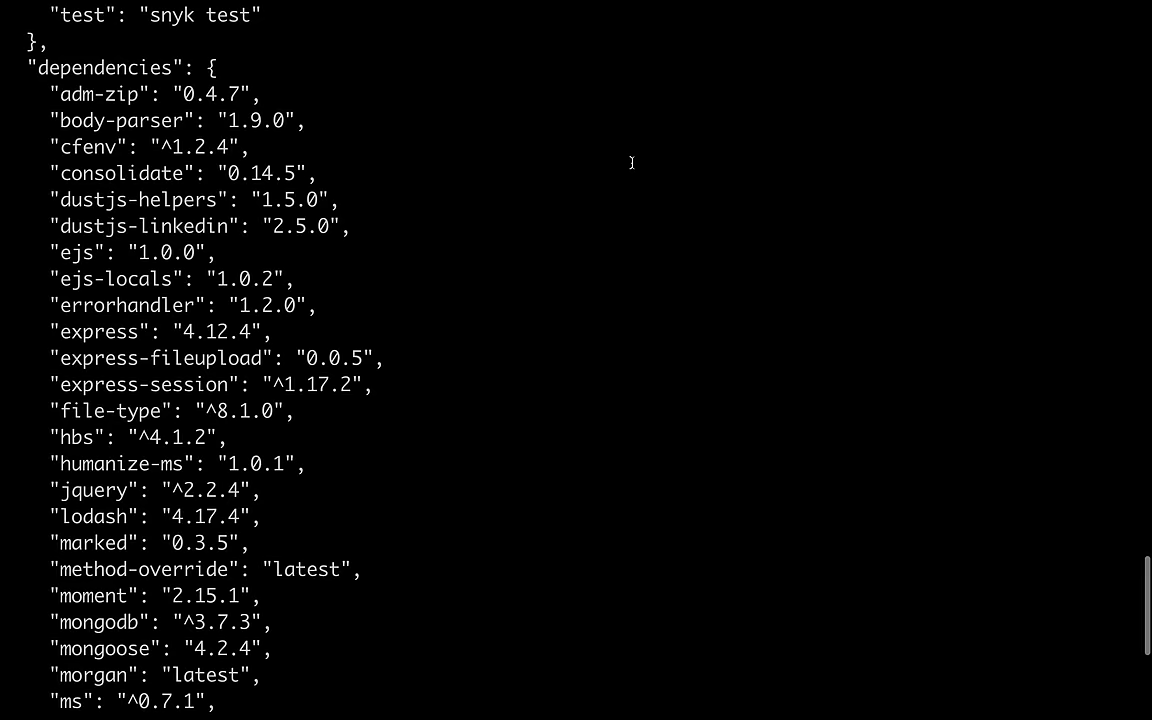 "test": "snyk test"
},
"dependencies": {
"adm-zip": "0.4.7",
"body-parser": "1.9.0",
"cfenv": "^1.2.4",
"consolidate": "0.14.5",
"dustjs-helpers": "1.5.0",
"dustjs-linkedin": "2.5.0",
"ejs": "1.0.0",
"ejs-locals": "1.0.2",
"errorhandler": "1.2.0",
"express": "4.12.4",
"express-fileupload": "0.0.5",
"express-session": "^1.17.2",
"file-type": "^8.1.0",
"hbs": "^4.1.2",
"humanize-ms": "1.0.1",
"jquery": "^2.2.4",
"lodash": "4.17.4",
"marked": "0.3.5",
"method-override": "latest",
"moment": "2.15.1",
"mongodb": "^3.7.3",
"mongoose": "4.2.4",
"morgan": "latest",
"ms": "^0.7.1",